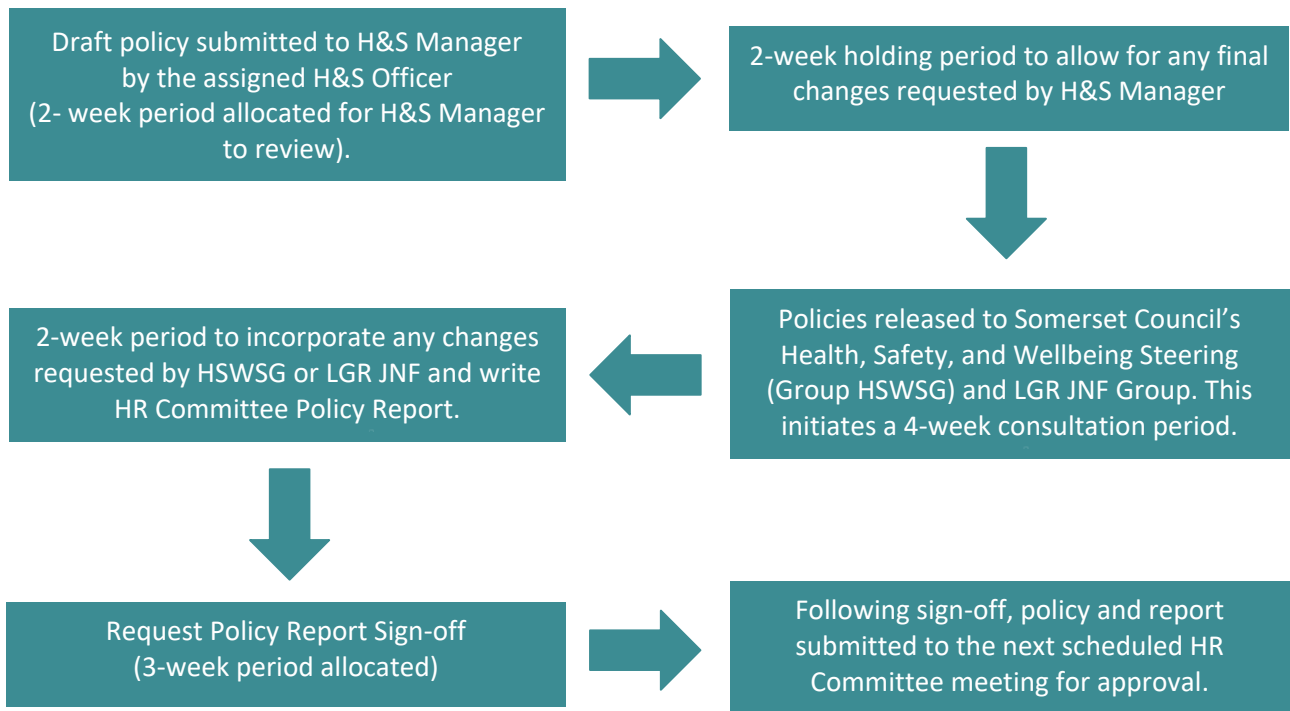 Draft policy submitted to H&S Manager
by the assigned H&S Officer
(2- week period allocated for H&S Manager
to review).
2-week holding period to allow for any final
changes requested by H&S Manager
Policies released to Somerset Council’s
Health, Safety, and Wellbeing Steering
(Group HSWSG) and LGR JNF Group. This
initiates a 4-week consultation period.
2-week period to incorporate any changes
requested by HSWSG or LGR JNF and write
HR Committee Policy Report.
Request Policy Report Sign-off
(3-week period allocated)
Following sign-off, policy and report
submitted to the next scheduled HR
Committee meeting for approval.